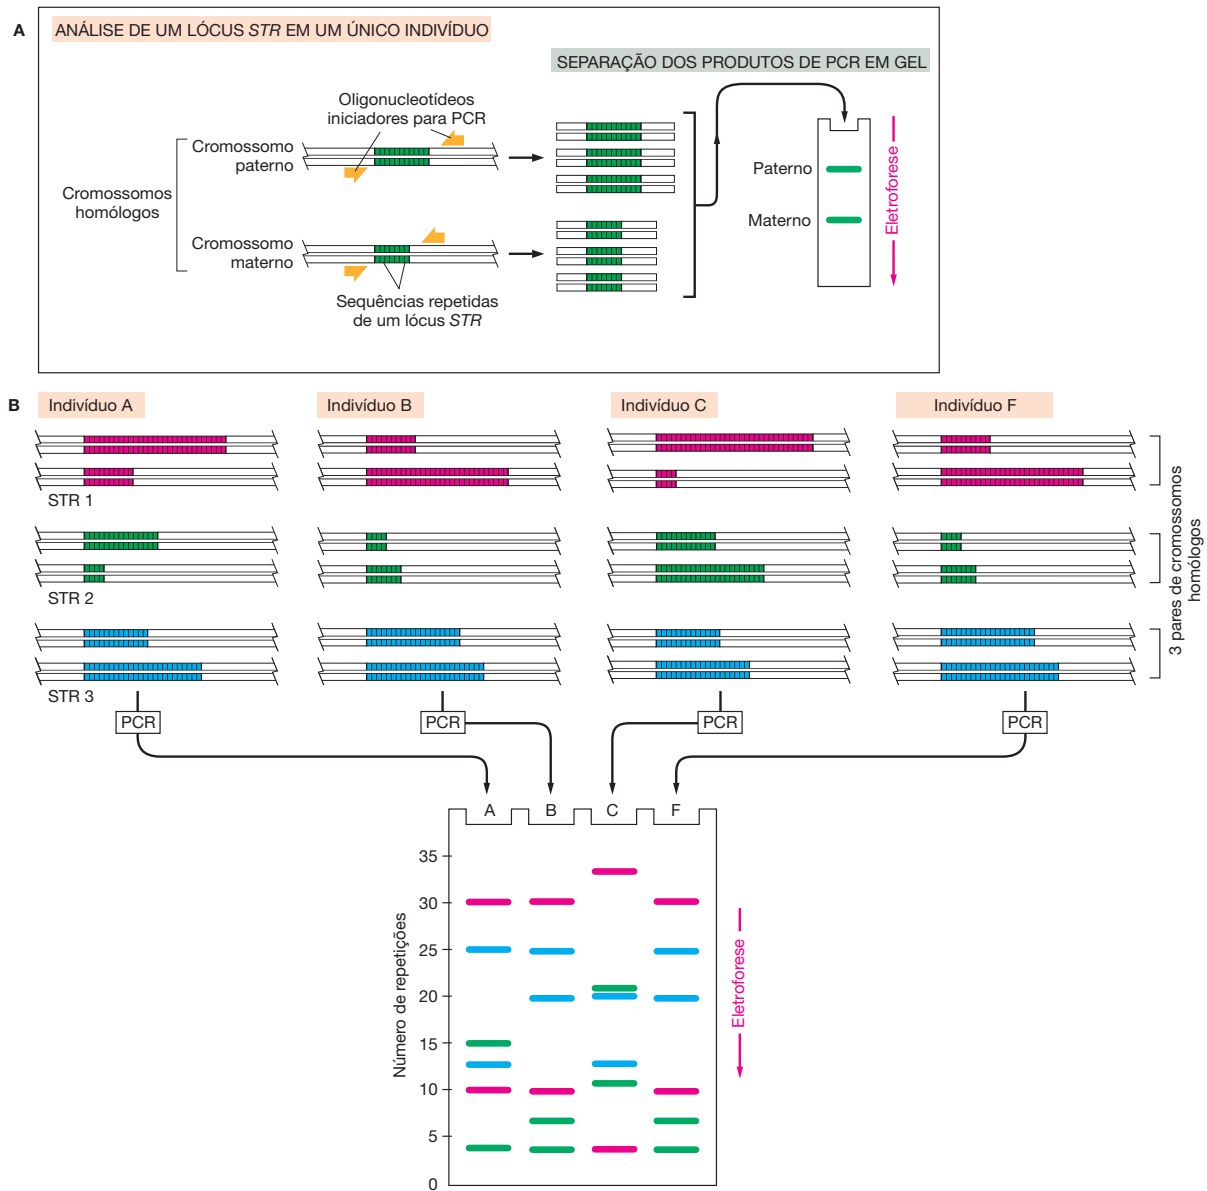 A
ANÁLISE DE UM LÓCUS STR EM UM ÚNICO INDIVÍDUO
SEPARAÇÃO DOS PRODUTOS DE PCR EM GEL
Oligonucleotídeos
iniciadores para PCR
Cromossomo
paterno
Cromossomos
homólogos
Cromossomo
materno
Sequências repetidas
de um lócus STR
Paterno
Materno
Eletroforese
B
Indivíduo A
Indivíduo B
Indivíduo C
Indivíduo F
STR 1
STR 2
STR 3
3 pares de cromossomos
homólogos
PCR
PCR
PCR
PCR
A
B
C
F
Número de repetições
35
30
25
20
15
10
5
0
Eletroforese